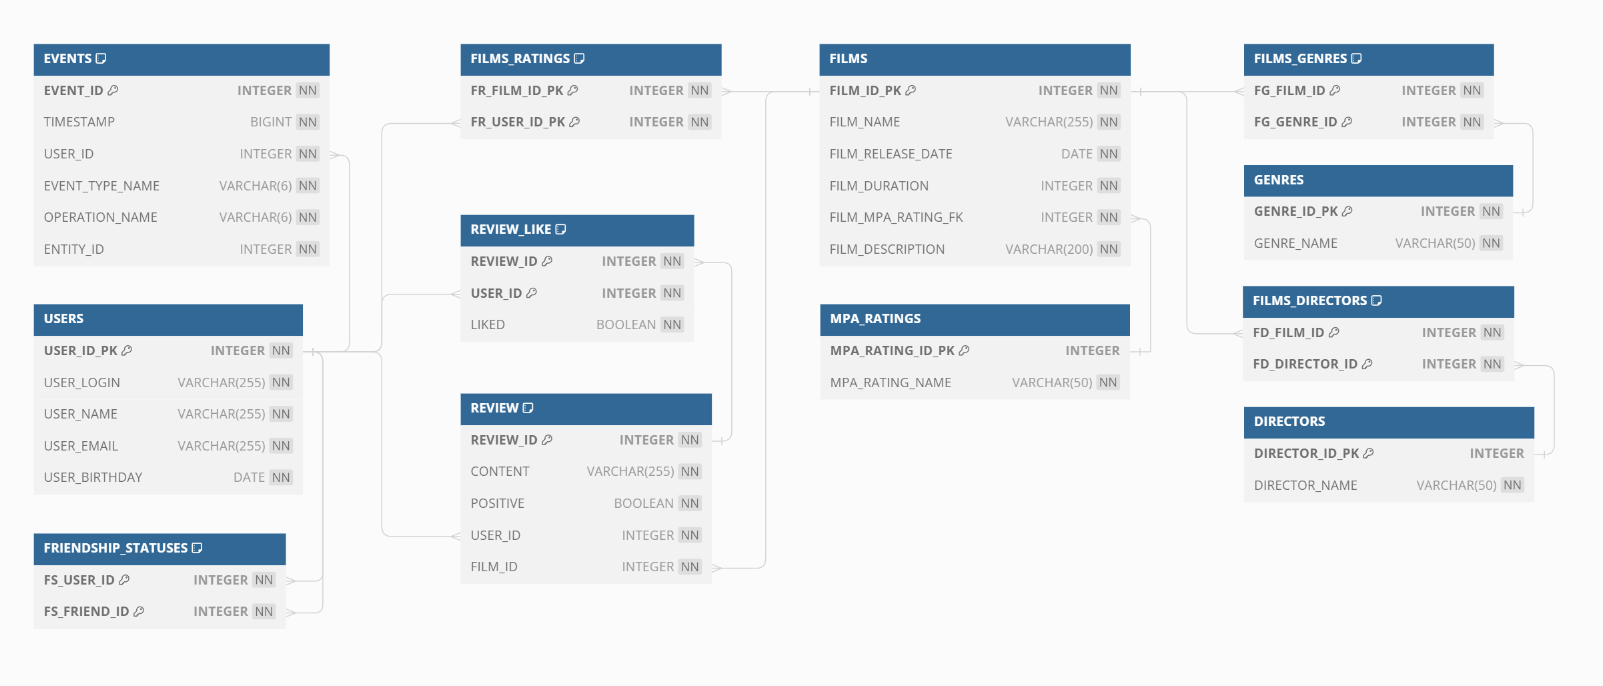 EVENTS
EVENT_ID INTEGER NN
TIMESTAMP BIGINT NN
USER_ID INTEGER NN
EVENT_TYPE_NAME VARCHAR(6) NN
OPERATION_NAME VARCHAR(6) NN
ENTITY_ID INTEGER NN
USERS
USER_ID_PK INTEGER NN
USER_LOGIN VARCHAR(255) NN
USER_NAME VARCHAR(255) NN
USER_EMAIL VARCHAR(255) NN
USER_BIRTHDAY DATE NN
FRIENDSHIP_STATUSES
FS_USER_ID INTEGER NN
FS_FRIEND_ID INTEGER NN
FILMS_RATINGS
FR_FILM_ID_PK INTEGER NN
FR_USER_ID_PK INTEGER NN
REVIEW_LIKE
REVIEW_ID INTEGER NN
USER_ID INTEGER NN
LIKED BOOLEAN NN
REVIEW
REVIEW_ID INTEGER NN
CONTENT VARCHAR(255) NN
POSITIVE BOOLEAN NN
USER_ID INTEGER NN
FILM_ID INTEGER NN
FILMS
FILM_ID_PK INTEGER NN
FILM_NAME VARCHAR(255) NN
FILM_RELEASE_DATE DATE NN
FILM_DURATION INTEGER NN
FILM_MPA_RATING_FK INTEGER NN
FILM_DESCRIPTION VARCHAR(200) NN
MPA_RATINGS
MPA_RATING_ID_PK INTEGER
MPA_RATING_NAME VARCHAR(50) NN
FILMS_GENRES
FG_FILM_ID INTEGER NN
FG_GENRE_ID INTEGER NN
GENRES
GENRE_ID_PK INTEGER NN
GENRE_NAME VARCHAR(50) NN
FILMS_DIRECTORS
FD_FILM_ID INTEGER NN
FD_DIRECTOR_ID INTEGER NN
DIRECTORS
DIRECTOR_ID_PK INTEGER
DIRECTOR_NAME VARCHAR(50) NN